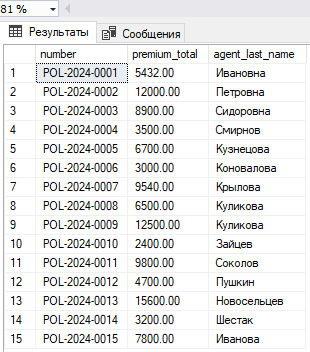 81 %
Результаты Сообщения
number premium_total agent_last_name
1 POL-2024-0001 5432.00 Ивановна
2 POL-2024-0002 12000.00 Петровна
3 POL-2024-0003 8900.00 Сидоровна
4 POL-2024-0004 3500.00 Смирнов
5 POL-2024-0005 6700.00 Кузнецова
6 POL-2024-0006 3000.00 Коновалова
7 POL-2024-0007 9540.00 Крылова
8 POL-2024-0008 6500.00 Куликова
9 POL-2024-0009 12500.00 Куликова
10 POL-2024-0010 2400.00 Зайцев
11 POL-2024-0011 9800.00 Соколов
12 POL-2024-0012 4700.00 Пушкин
13 POL-2024-0013 15600.00 Новосельцев
14 POL-2024-0014 3200.00 Шестак
15 POL-2024-0015 7800.00 Иванова